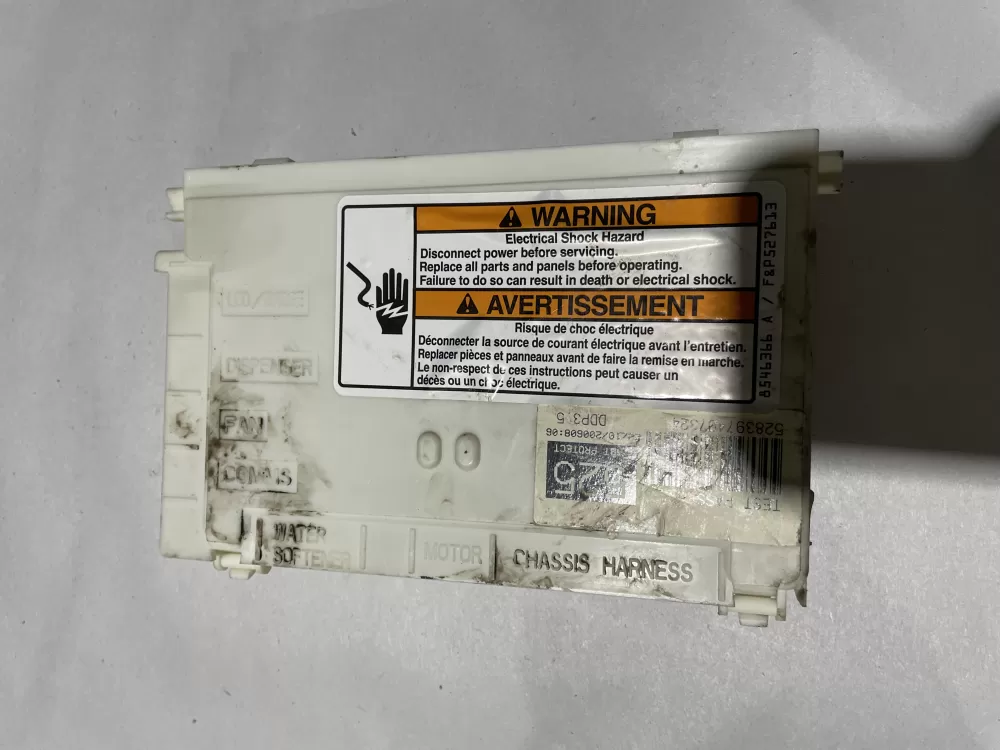 WARNING
Electrical Shock Hazard
Disconnect power before servicing.
Replace all parts and panels before operating.
Failure to do so can result in death or electrical shock.
AVERTISSEMENT
Risque de choc électrique
Déconnecter la source de courant électrique avant l'entretien.
Replacer pièces et panneaux avant de faire la remise en marche.
Le non-respect de ces instructions peut causer un
décès ou un choc électrique.
8546366 A / F&P527613
DISPENSER
FAN
WATER
SOFTENER
MOTOR
CHASSIS HARNESS
DDP3.5
PROTECT
TEST